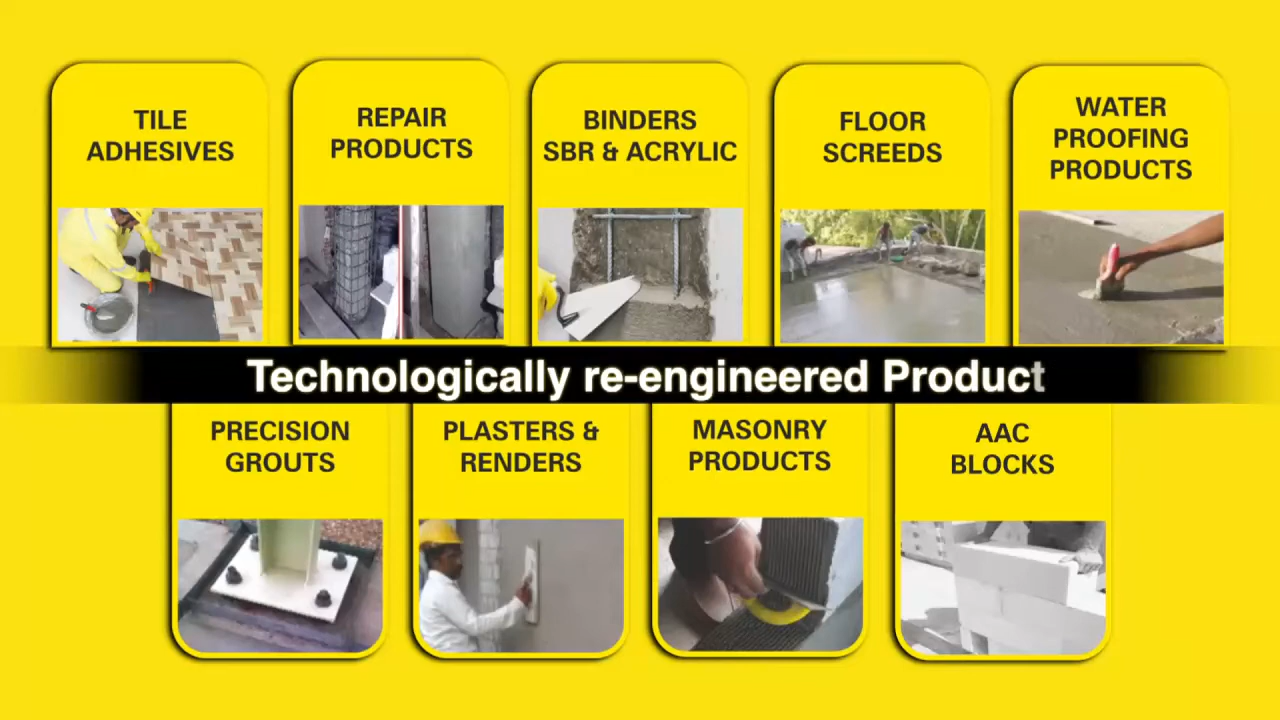 TILE
ADHESIVES
REPAIR
PRODUCTS
BINDERS
SBR & ACRYLIC
FLOOR
SCREEDS
WATER
PROOFING
PRODUCTS
Technologically re-engineered Product
PRECISION
GROUTS
PLASTERS &
RENDERS
MASONRY
PRODUCTS
AAC
BLOCKS